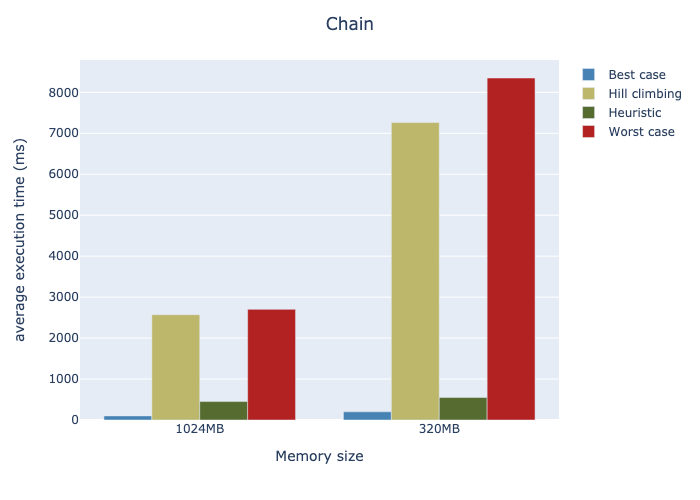 Chain
Best case
Hill climbing
Heuristic
Worst case
average execution time (ms)
8000
7000
6000
5000
4000
3000
2000
1000
0
1024MB
320MB
Memory size